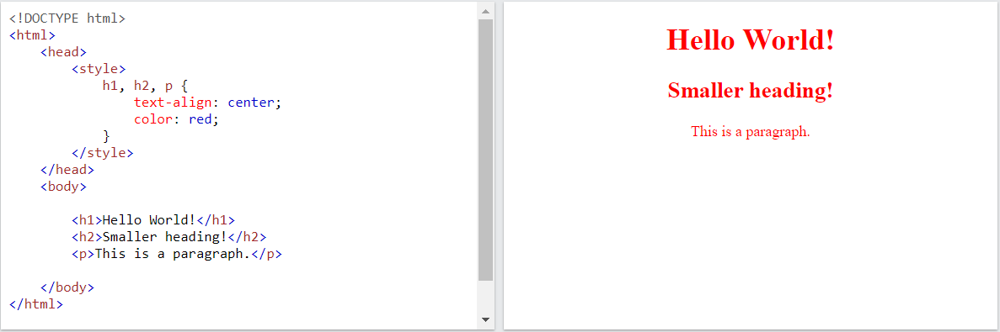 <!DOCTYPE html>
<html>
    <head>
        <style>
            h1, h2, p {
                text-align: center;
                color: red;
            }
        </style>
    </head>
    <body>

        <h1>Hello World!</h1>
        <h2>Smaller heading!</h2>
        <p>This is a paragraph.</p>

    </body>
</html>
Hello World!
Smaller heading!
This is a paragraph.